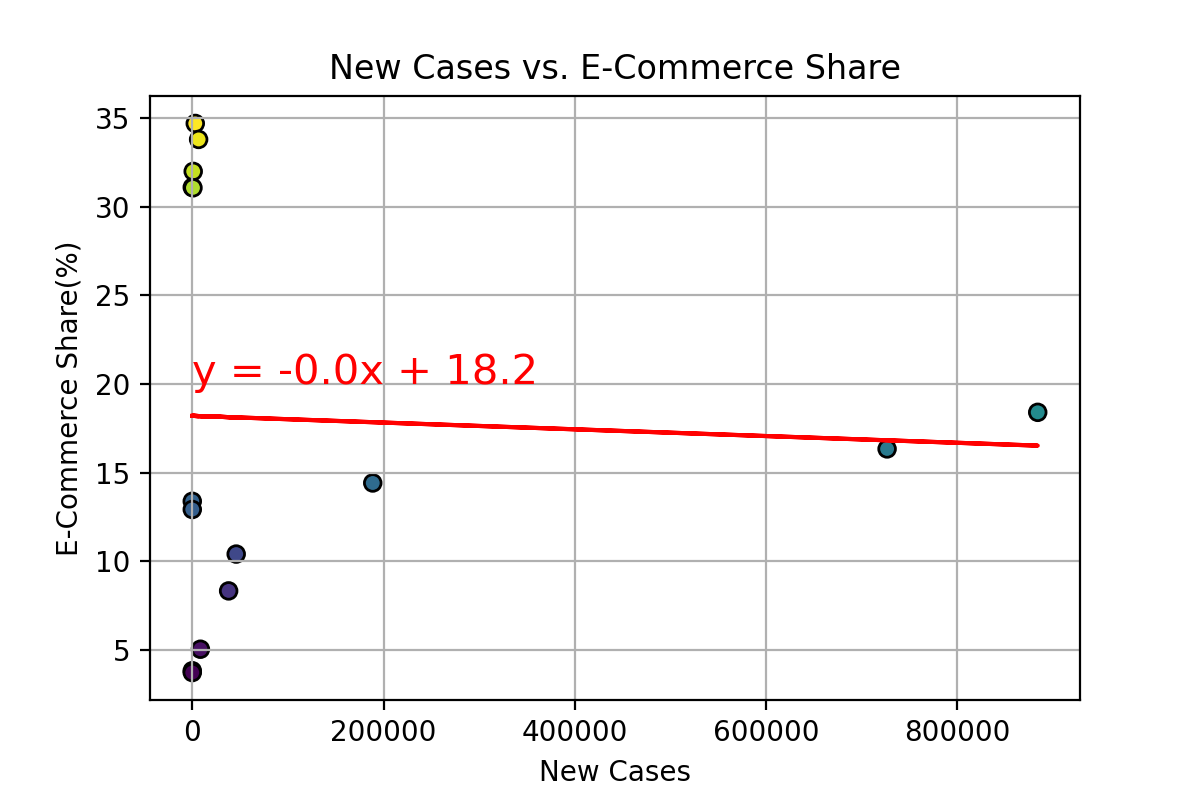 New Cases vs. E-Commerce Share
E-Commerce Share(%)
35
30
25
20
15
10
5
y = -0.0x + 18.2
0 200000 400000 600000 800000
New Cases